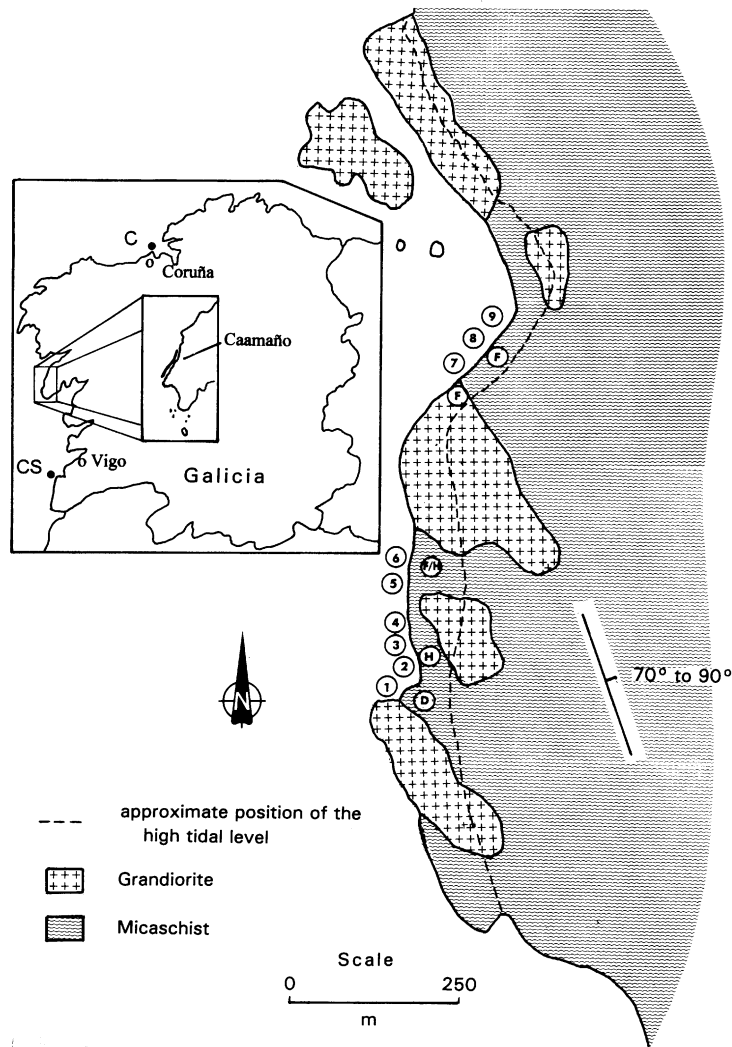 C
Coruña
Caamaño
CS
Vigo
Galicia
9
8
7
F
F
6
F/H
5
4
3
H
2
1
D
N
70° to 90°
approximate position of the
high tidal level
Grandiorite
Micaschist
Scale
0 250
m